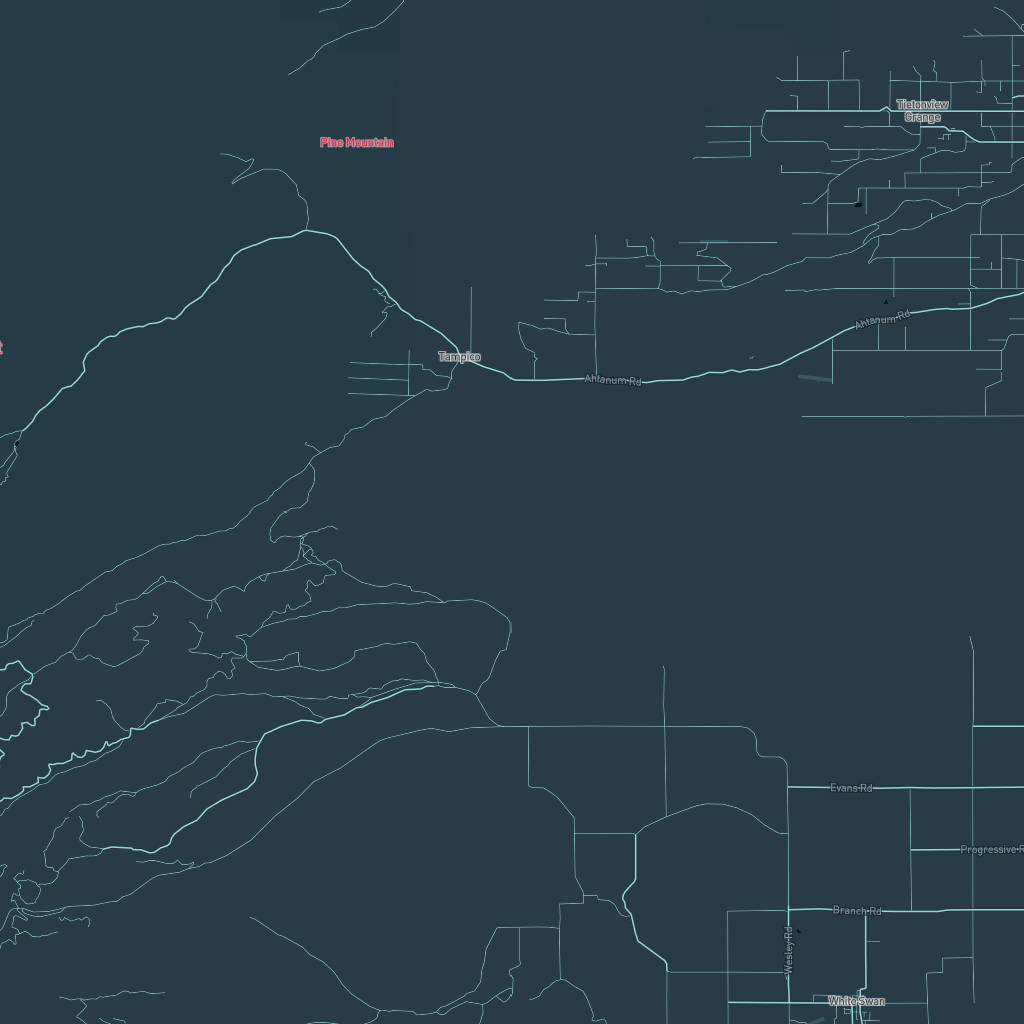 Tietonview
Grange
Pine Mountain
Ahtanum Rd
Tampico
Ahtanum Rd
Evans Rd
Progressive R
Branch Rd
Wesley Rd
White Swan